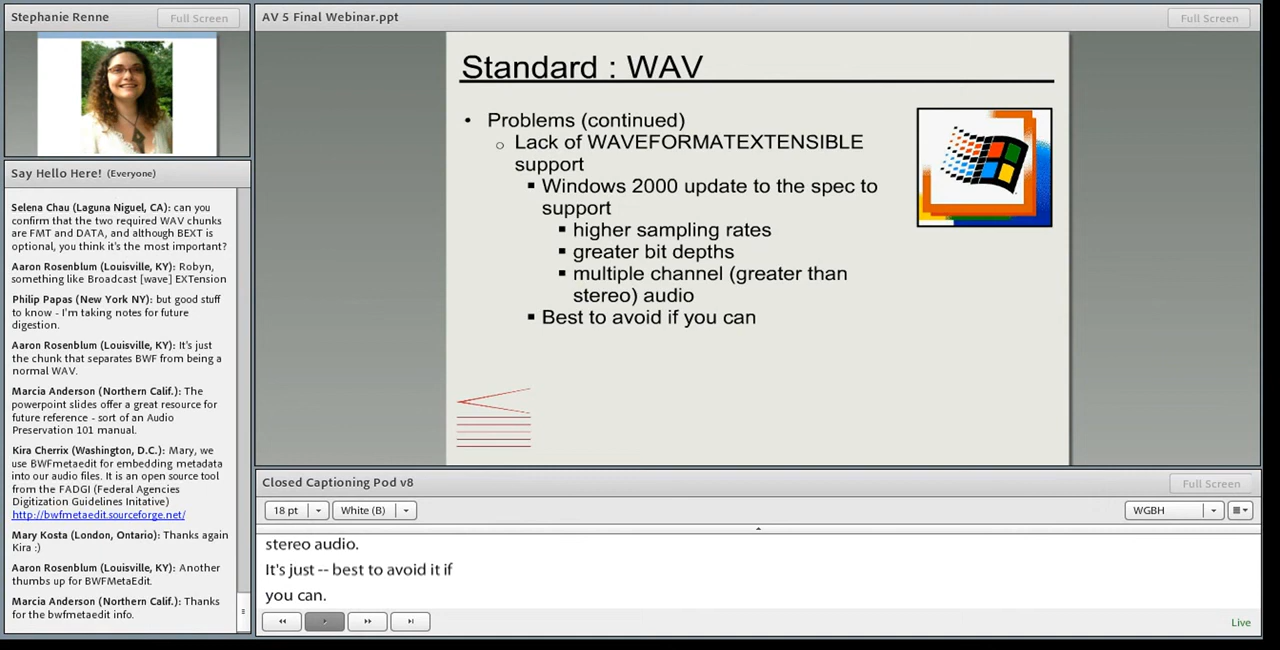 Stephanie Renne
Full Screen
Say Hello Here! (Everyone)
Selena Chau (Laguna Niguel, CA): can you
confirm that the two required WAV chunks
are FMT and DATA, and although BEXT is
optional, you think it's the most important?
Aaron Rosenblum (Louisville, KY): Robyn,
something like Broadcast [wave] EXTension
Philip Papas (New York NY): but good stuff
to know - I'm taking notes for future
digestion.
Aaron Rosenblum (Louisville, KY): It's just
the chunk that separates BWF from being a
normal WAV.
Marcia Anderson (Northern Calif.): The
powerpoint slides offer a great resource for
future reference - sort of an Audio
Preservation 101 manual.
Kira Cherrix (Washington, D.C.): Mary, we
use BWFmetaedit for embedding metadata
into our audio files. It is an open source tool
from the FADGI (Federal Agencies
Digitization Guidelines Initative)
http://bwfmetaedit.sourceforge.net/
Mary Kosta (London, Ontario): Thanks again
Kira :)
Aaron Rosenblum (Louisville, KY): Another
thumbs up for BWFMetaEdit.
Marcia Anderson (Northern Calif.): Thanks
for the bwfmetaedit info.
AV 5 Final Webinar.ppt
Full Screen
Standard : WAV
• Problems (continued)
○ Lack of WAVEFORMATEXTENSIBLE
support
▪ Windows 2000 update to the spec to
support
▪ higher sampling rates
▪ greater bit depths
▪ multiple channel (greater than
stereo) audio
▪ Best to avoid if you can
Closed Captioning Pod v8
Full Screen
18 pt
White (B)
WGBH
stereo audio.
It's just -- best to avoid it if
you can.
Live